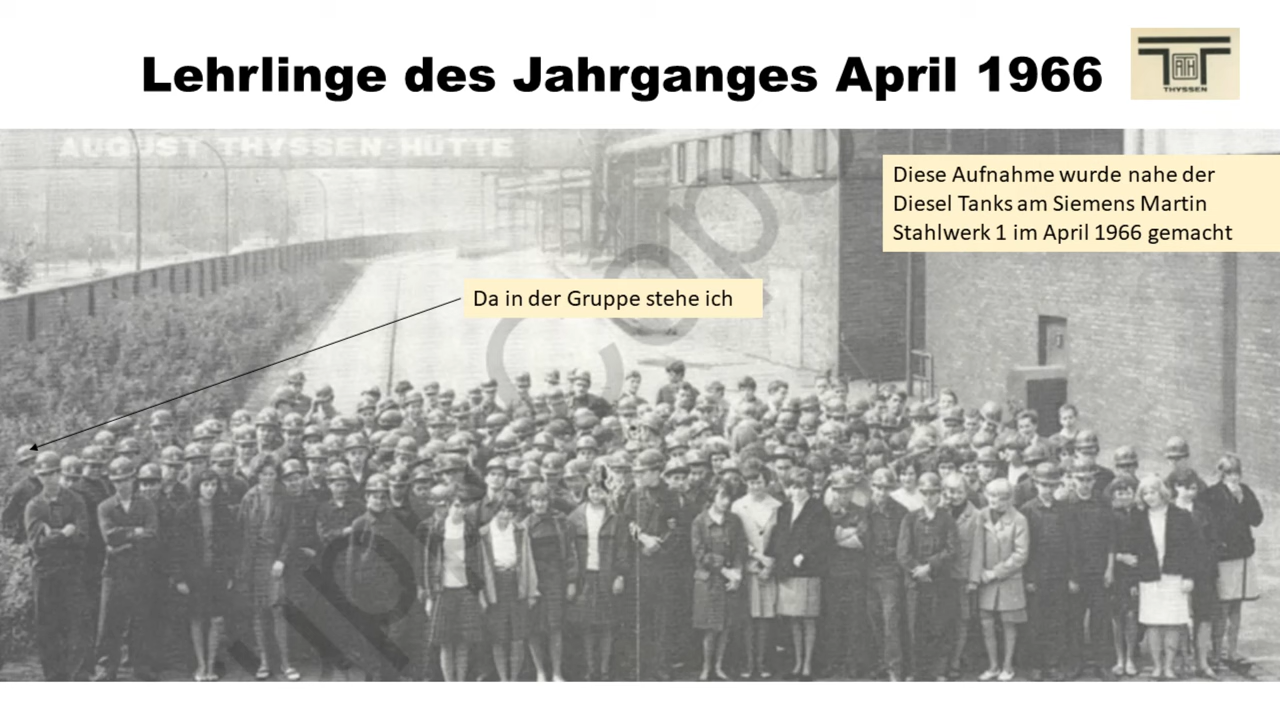 Lehrlinge des Jahrganges April 1966
ATH
THYSSEN
AUGUST THYSSEN-HÜTTE
Diese Aufnahme wurde nahe der
Diesel Tanks am Siemens Martin
Stahlwerk 1 im April 1966 gemacht
Da in der Gruppe stehe ich